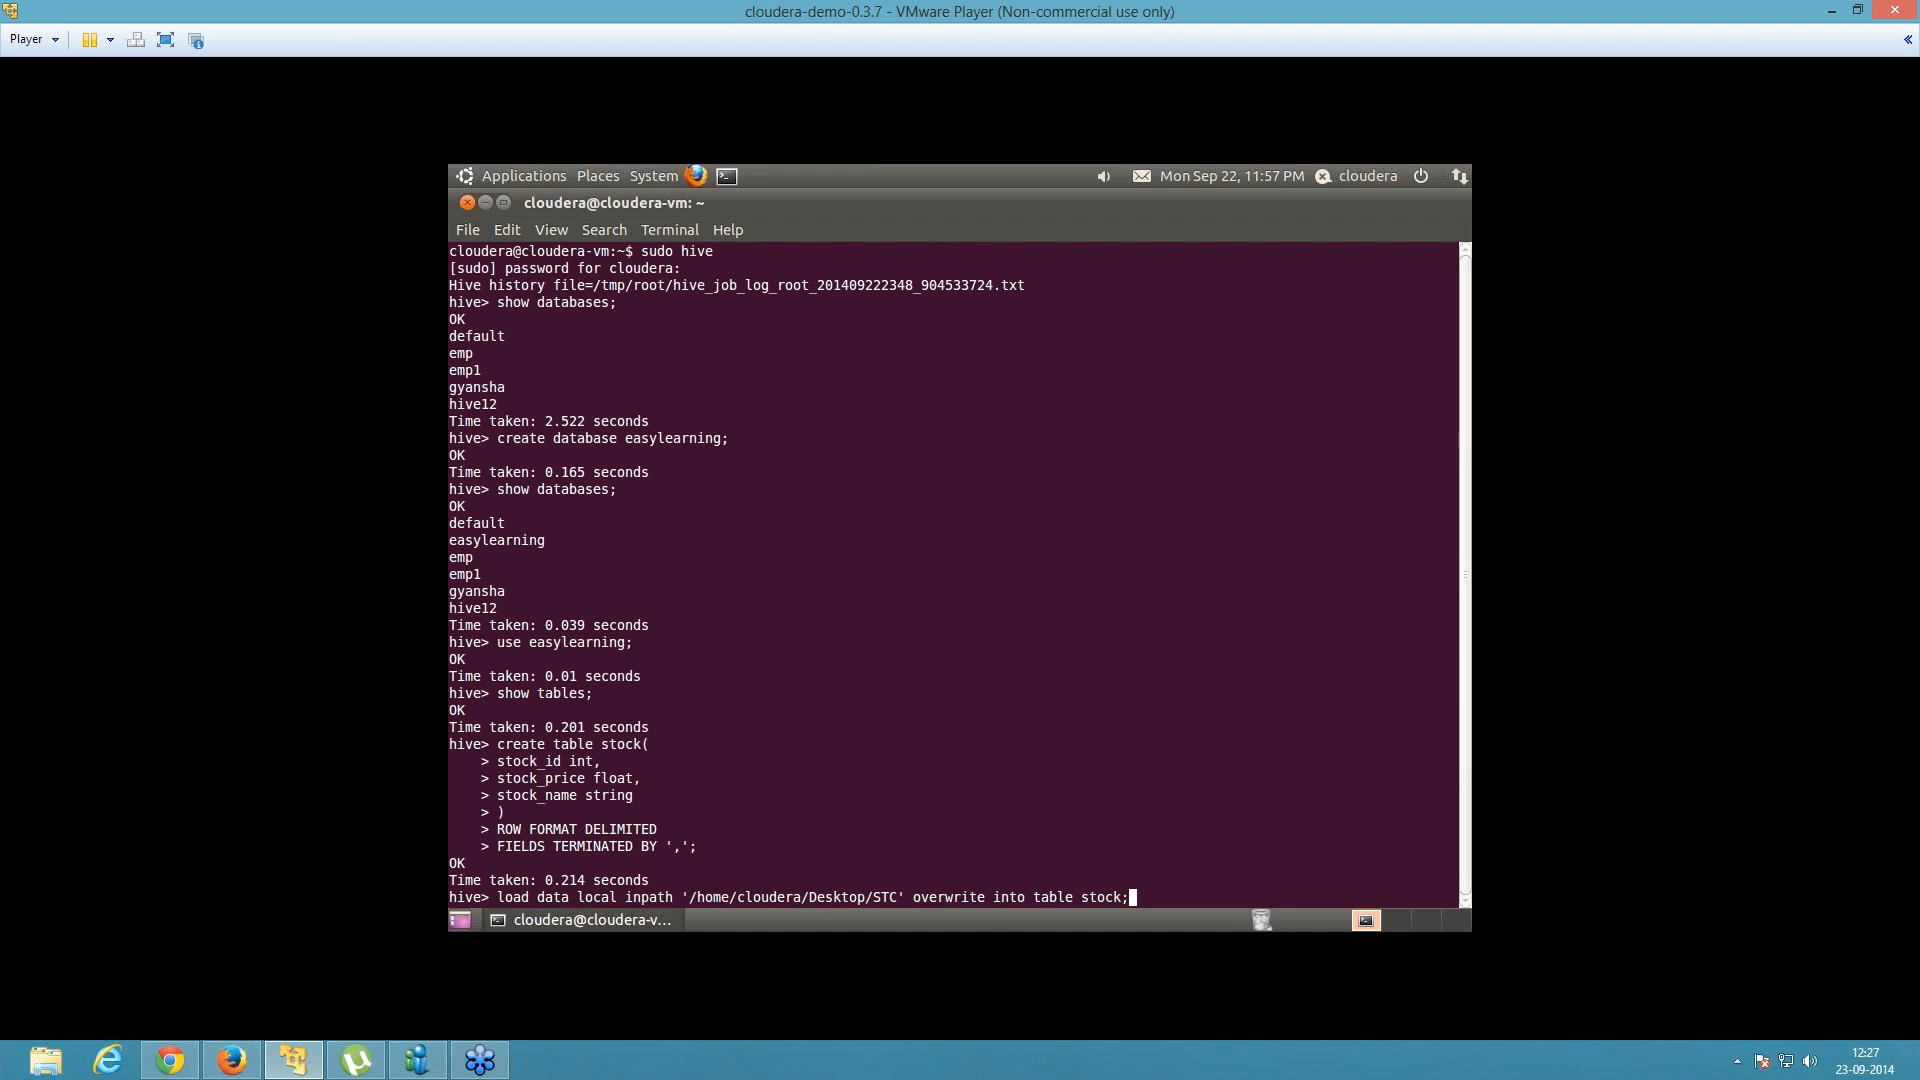 cloudera-demo-0.3.7 - VMware Player (Non-commercial use only)
Player
Applications Places System Mon Sep 22, 11:57 PM cloudera
cloudera@cloudera-vm: ~
File Edit View Search Terminal Help
cloudera@cloudera-vm:~$ sudo hive
[sudo] password for cloudera:
Hive history file=/tmp/root/hive_job_log_root_201409222348_904533724.txt
hive> show databases;
OK
default
emp
emp1
gyansha
hive12
Time taken: 2.522 seconds
hive> create database easylearning;
OK
Time taken: 0.165 seconds
hive> show databases;
OK
default
easylearning
emp
emp1
gyansha
hive12
Time taken: 0.039 seconds
hive> use easylearning;
OK
Time taken: 0.01 seconds
hive> show tables;
OK
Time taken: 0.201 seconds
hive> create table stock(
> stock_id int,
> stock_price float,
> stock_name string
> )
> ROW FORMAT DELIMITED
> FIELDS TERMINATED BY ',';
OK
Time taken: 0.214 seconds
hive> load data local inpath '/home/cloudera/Desktop/STC' overwrite into table stock;
cloudera@cloudera-v...
12:27
23-09-2014